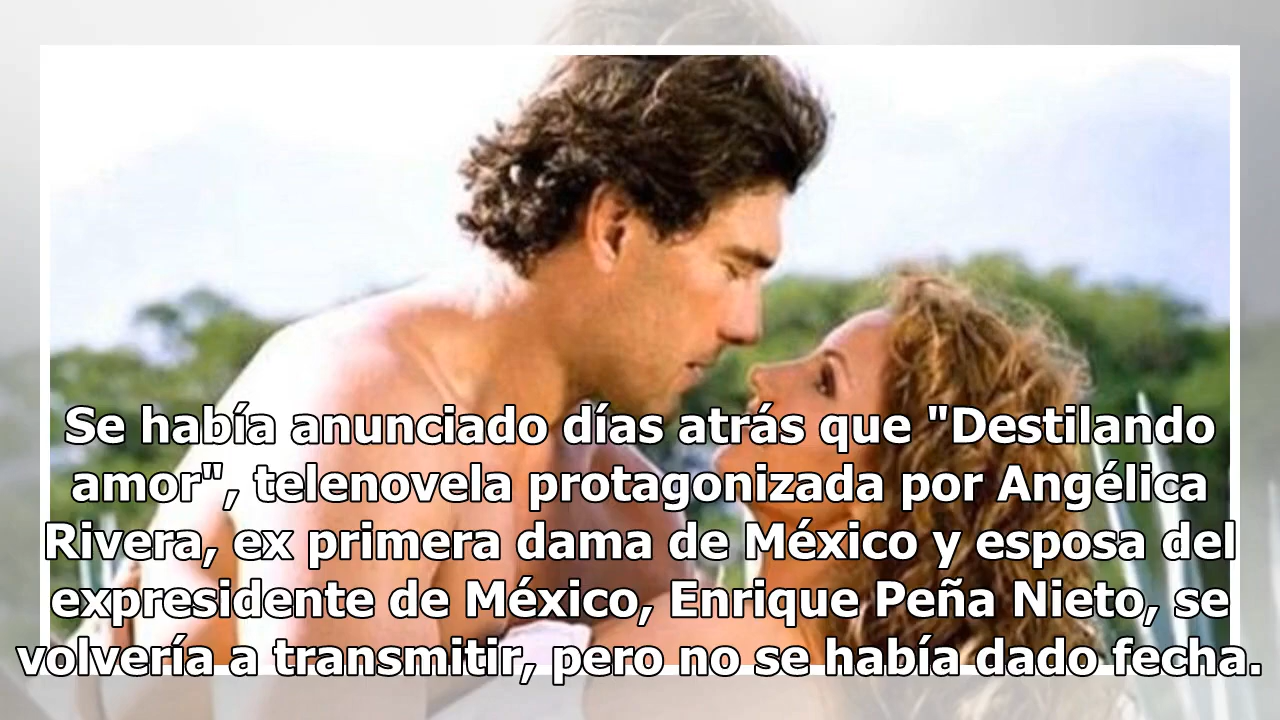 Se había anunciado días atrás que "Destilando
amor", telenovela protagonizada por Angélica
Rivera, ex primera dama de México y esposa del
expresidente de México, Enrique Peña Nieto, se
volvería a transmitir, pero no se había dado fecha.